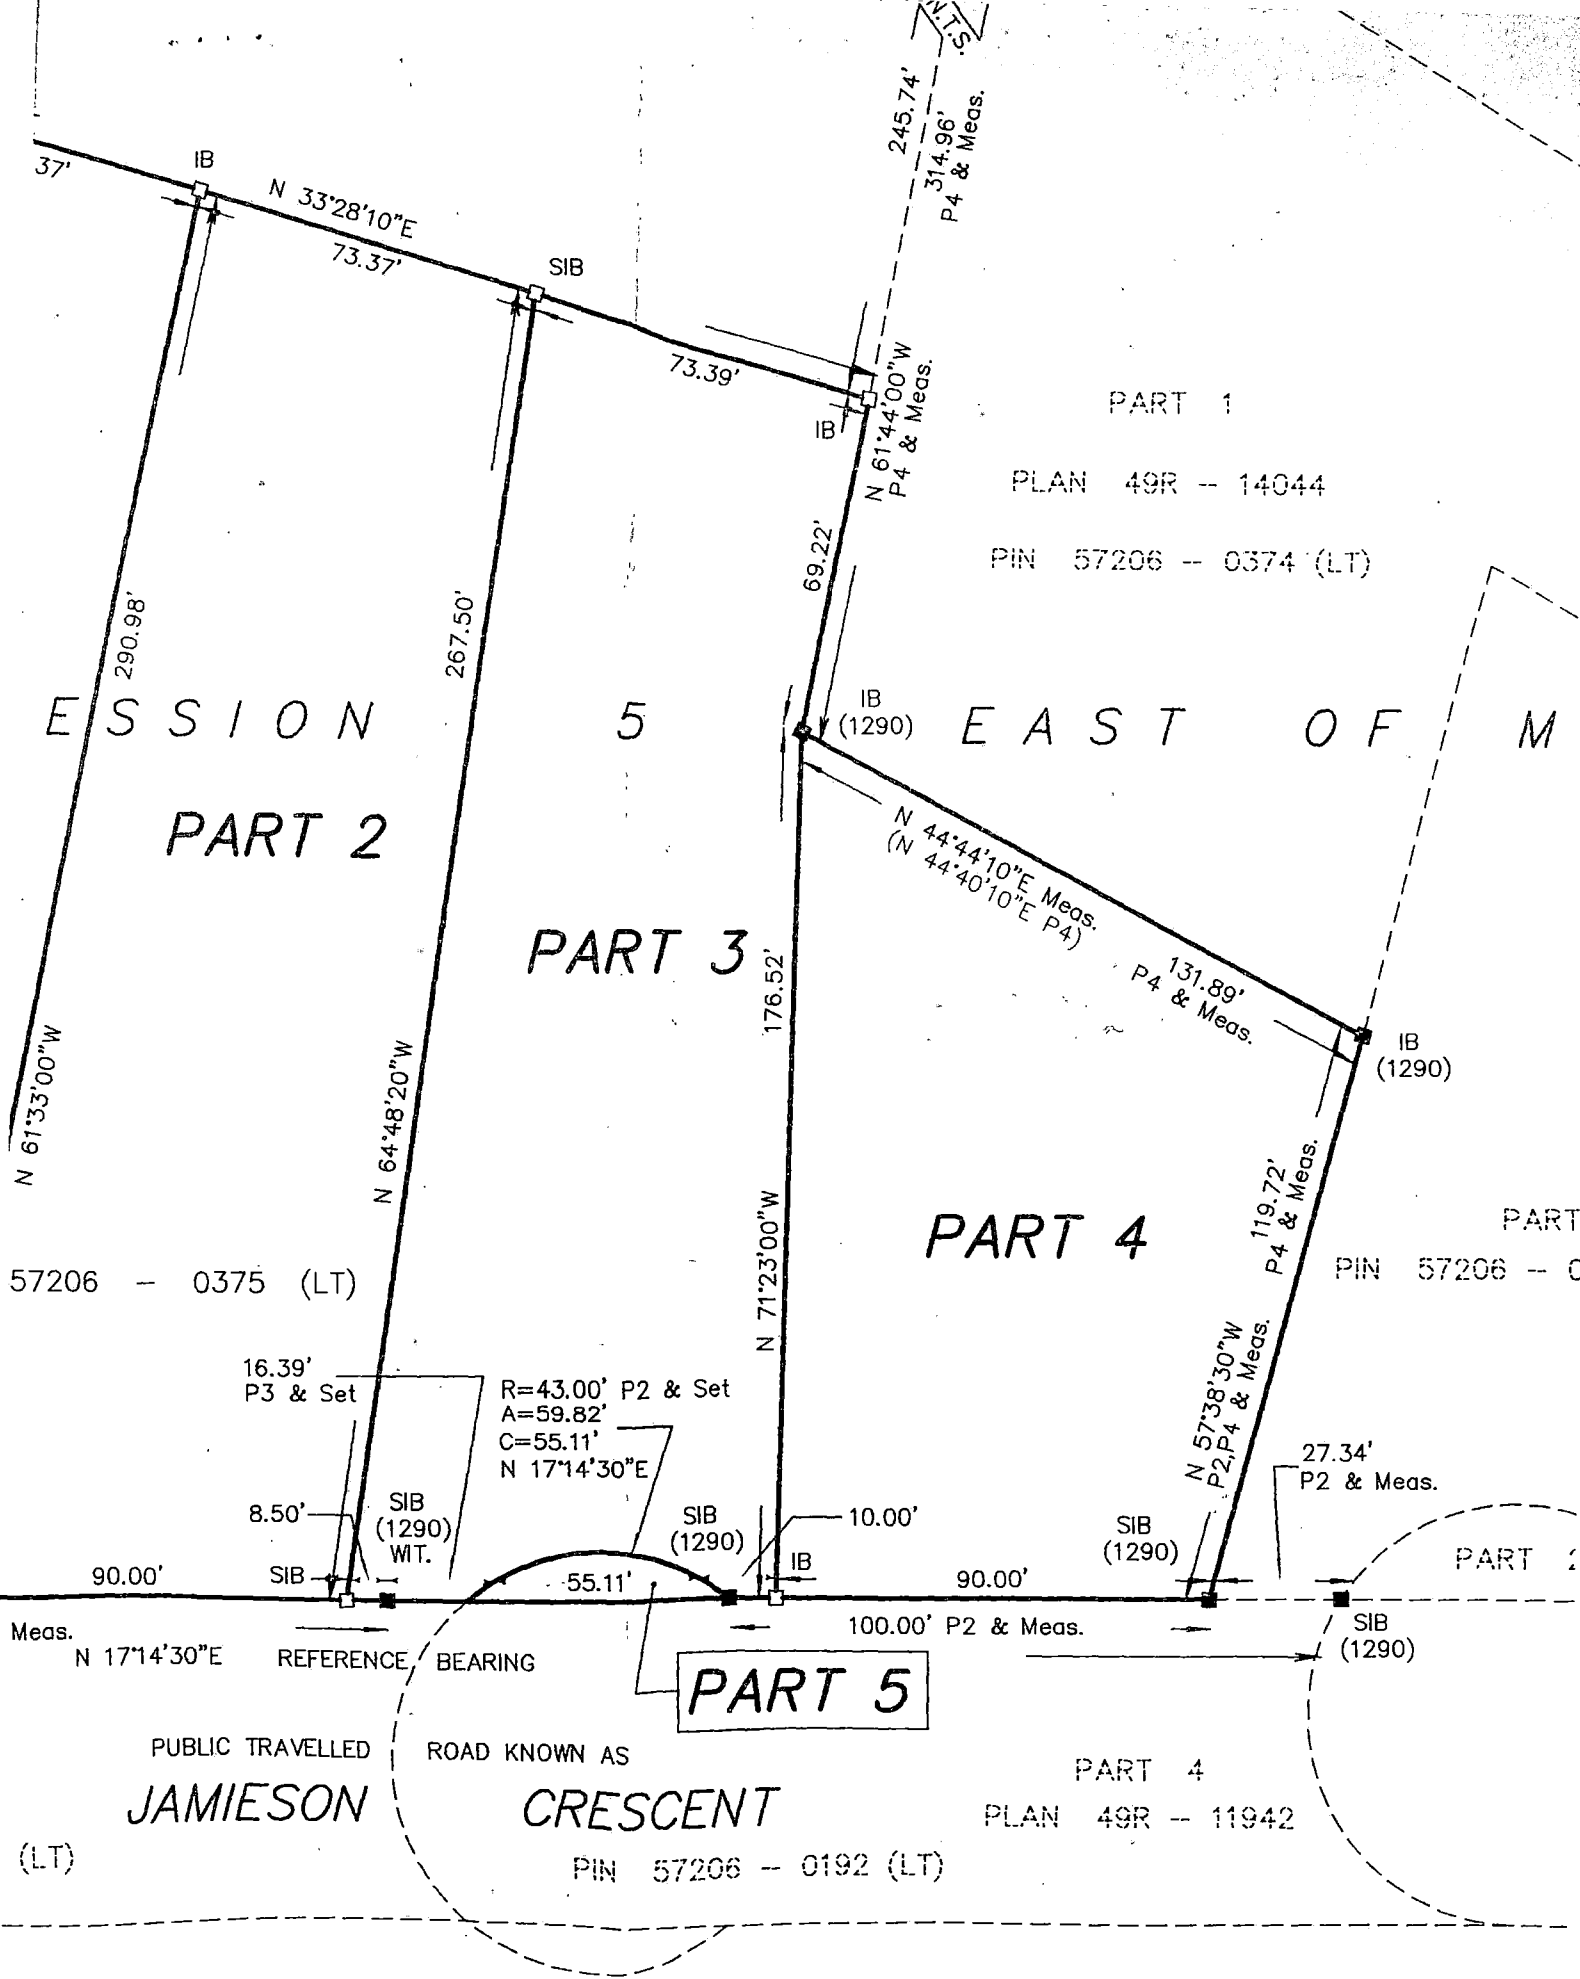 N.T.S.
245.74'
314.96'
P4 & Meas.
37'
IB
N 33°28'10"E
73.37'
SIB
73.39'
IB
N 61°44'00"W
P4 & Meas.
PART 1
PLAN 49R – 14044
PIN 57206 – 0374 (LT)
69.22'
290.98'
267.50'
IB
(1290)
ESSION 5 EAST OF M
PART 2
N 44°44'10"E Meas.
(N 44°40'10"E P4)
PART 3
176.52'
131.89'
P4 & Meas.
IB
(1290)
N 61°33'00"W
N 64°48'20"W
119.72'
P4 & Meas.
N 71°23'00"W
PART 4
PART
PIN 57206 – 0
57206 – 0375 (LT)
16.39'
P3 & Set
R=43.00' P2 & Set
A=59.82'
C=55.11'
N 17°14'30"E
N 57°38'30"W
P2,P4 & Meas.
27.34'
P2 & Meas.
8.50'
SIB
(1290)
WIT.
SIB
(1290)
10.00'
SIB
(1290)
90.00'
SIB
55.11'
IB
90.00'
PART 2
Meas.
N 17°14'30"E REFERENCE BEARING
100.00' P2 & Meas.
SIB
(1290)
PART 5
PUBLIC TRAVELLED ROAD KNOWN AS
JAMIESON CRESCENT
PART 4
PLAN 49R – 11942
(LT)
PIN 57206 – 0192 (LT)